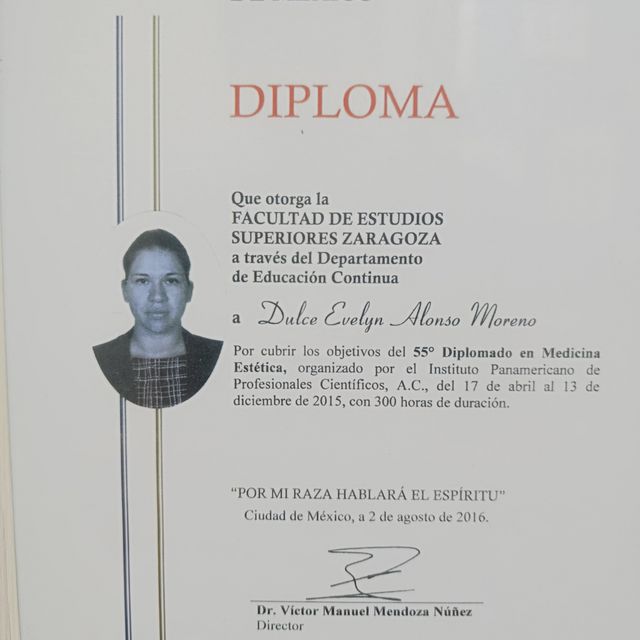 DE MÉXICO
DIPLOMA
Que otorga la
FACULTAD DE ESTUDIOS
SUPERIORES ZARAGOZA
a través del Departamento
de Educación Continua
a Dulce Evelyn Alonso Moreno
Por cubrir los objetivos del 55° Diplomado en Medicina
Estética, organizado por el Instituto Panamericano de
Profesionales Científicos, A.C., del 17 de abril al 13 de
diciembre de 2015, con 300 horas de duración.
“POR MI RAZA HABLARÁ EL ESPÍRITU”
Ciudad de México, a 2 de agosto de 2016.
Dr. Víctor Manuel Mendoza Núñez
Director